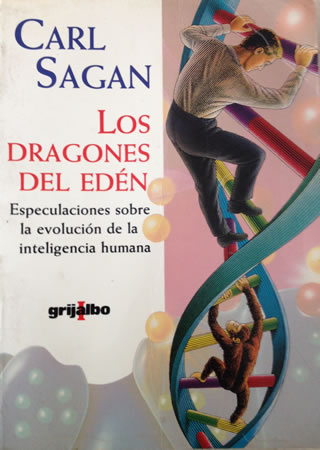 CARL
SAGAN
LOS
DRAGONES
DEL EDÉN
Especulaciones sobre
la evolución de la
inteligencia humana
grijalbo